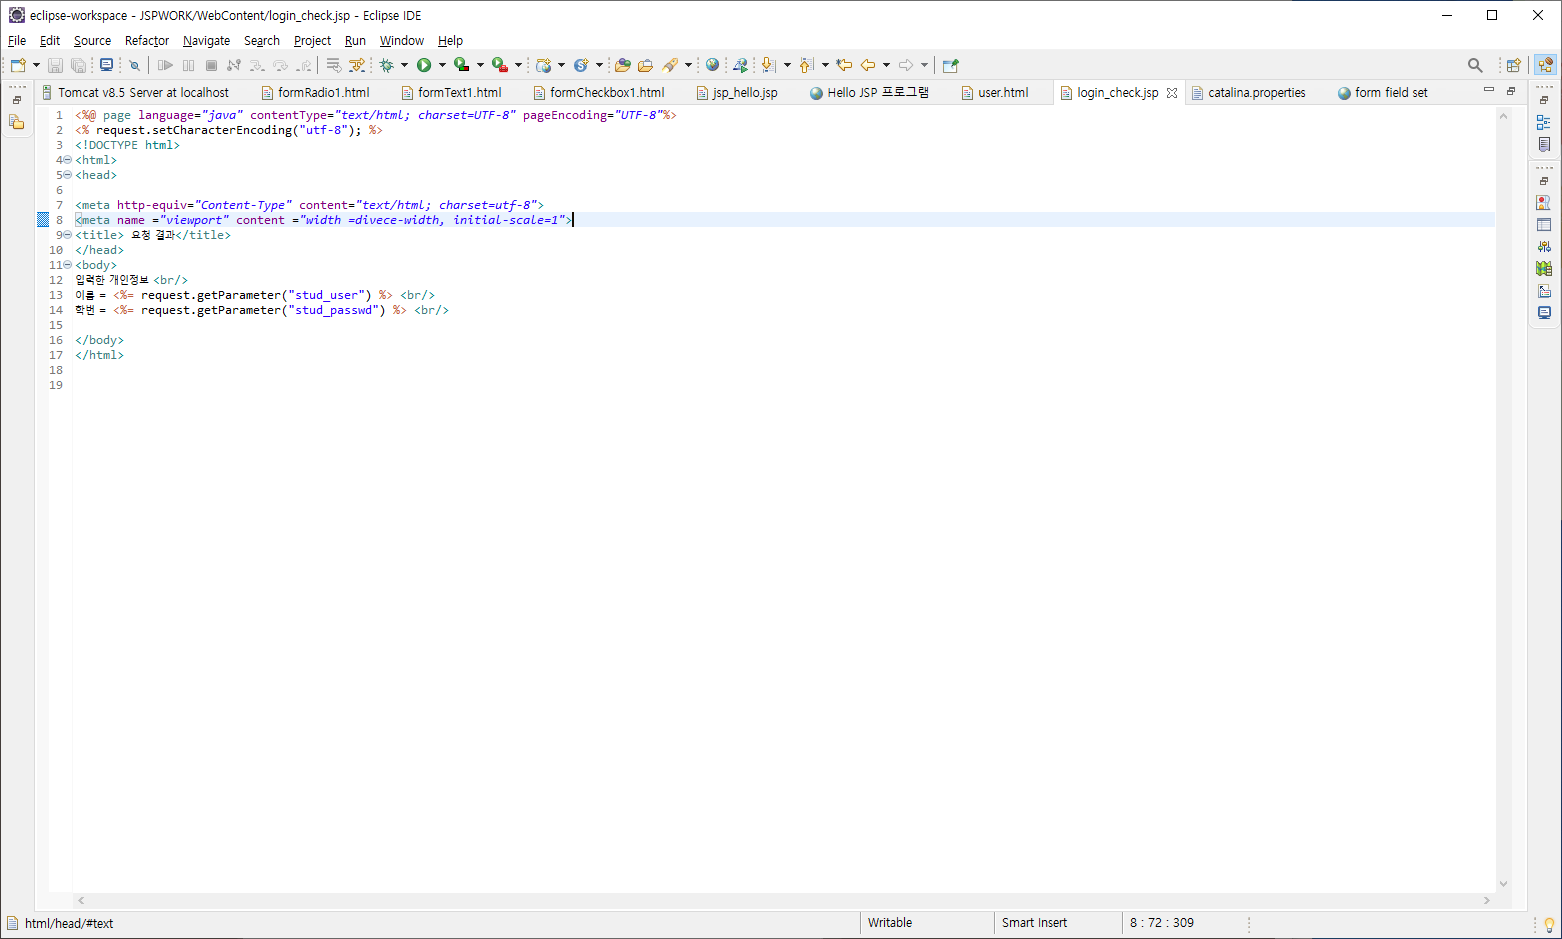 eclipse-workspace - JSPWORK/WebContent/login_check.jsp - Eclipse IDE
File Edit Source Refactor Navigate Search Project Run Window Help
Tomcat v8.5 Server at localhost formRadio1.html formText1.html formCheckbox1.html jsp_hello.jsp Hello JSP 프로그램 user.html login_check.jsp catalina.properties form field set
1 <%@ page language="java" contentType="text/html; charset=UTF-8" pageEncoding="UTF-8"%>
2 <% request.setCharacterEncoding("utf-8"); %>
3 <!DOCTYPE html>
4 <html>
5 <head>
6
7 <meta http-equiv="Content-Type" content="text/html; charset=utf-8">
8 <meta name ="viewport" content ="width =divece-width, initial-scale=1">
9 <title> 요청 결과</title>
10 </head>
11 <body>
12 입력한 개인정보 <br/>
13 이름 = <%= request.getParameter("stud_user") %> <br/>
14 학번 = <%= request.getParameter("stud_passwd") %> <br/>
15
16 </body>
17 </html>
18
19
html/head/#text Writable Smart Insert 8 : 72 : 309